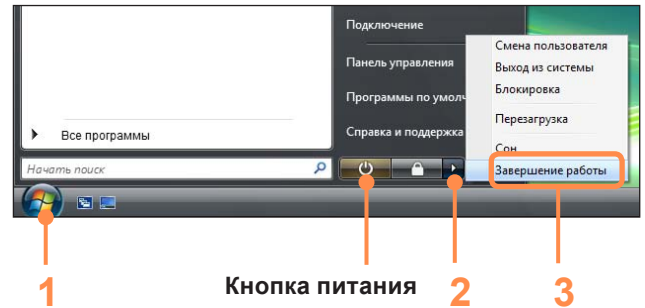 Подключение
Панель управления
Программы по умолч
Справка и поддержка
Все программы
Начать поиск
Смена пользователя
Выход из системы
Блокировка
Перезагрузка
Сон
Завершение работы
1
Кнопка питания
2
3